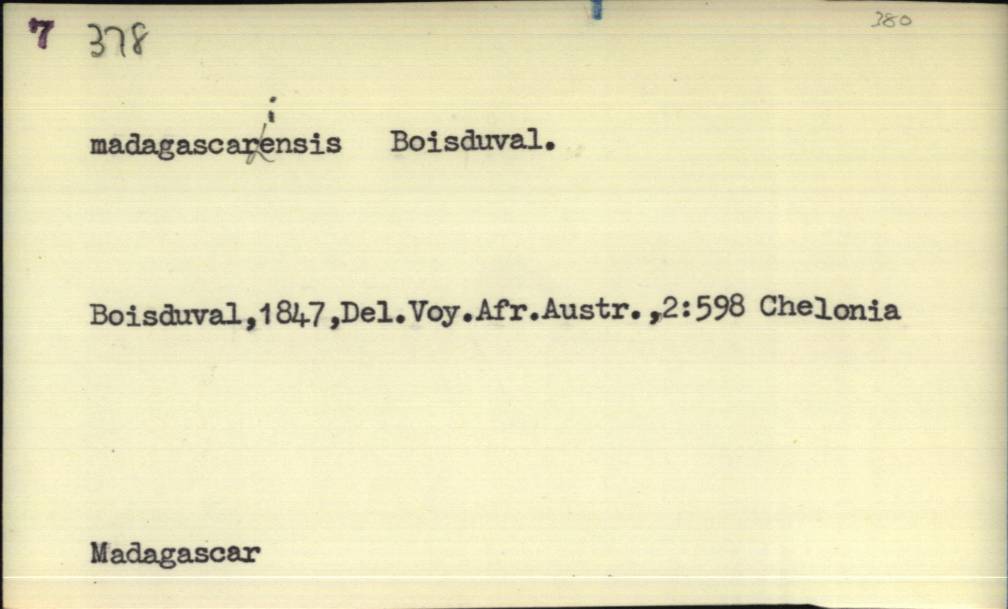 7 378 380
madagascariensis Boisduval.
Boisduval,1847,Del.Voy.Afr.Austr.,2:598 Chelonia
Madagascar